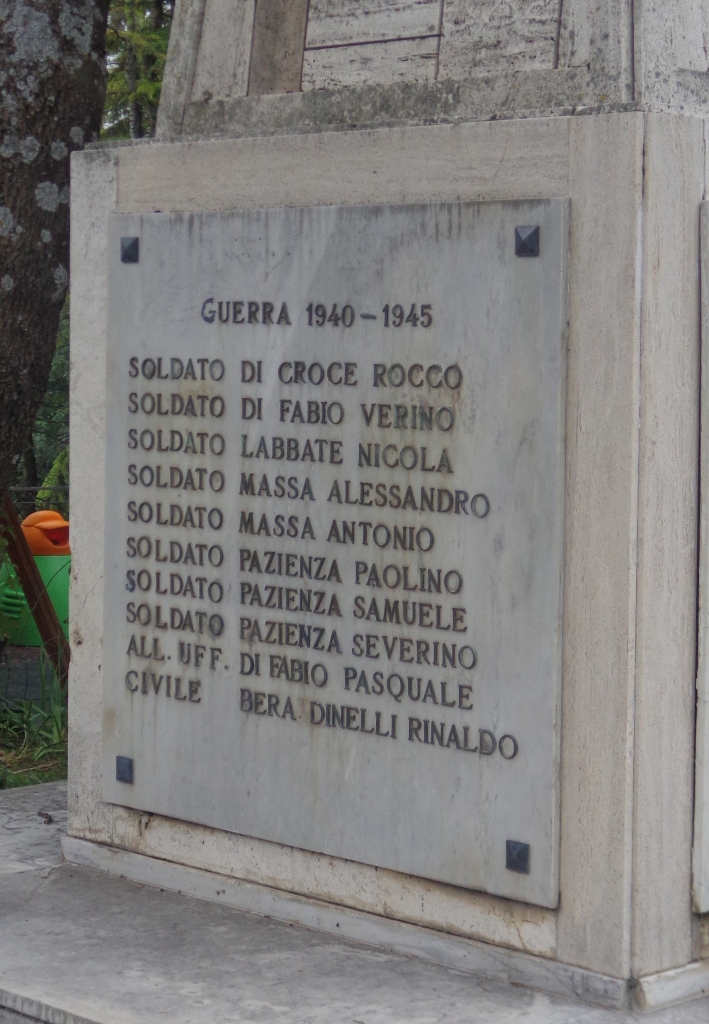 GUERRA 1940-1945
SOLDATO DI CROCE ROCCO
SOLDATO DI FABIO VERINO
SOLDATO LABBATE NICOLA
SOLDATO MASSA ALESSANDRO
SOLDATO MASSA ANTONIO
SOLDATO PAZIENZA PAOLINO
SOLDATO PAZIENZA SAMUELE
SOLDATO PAZIENZA SEVERINO
ALL. UFF. DI FABIO PASQUALE
CIVILE BERA DINELLI RINALDO